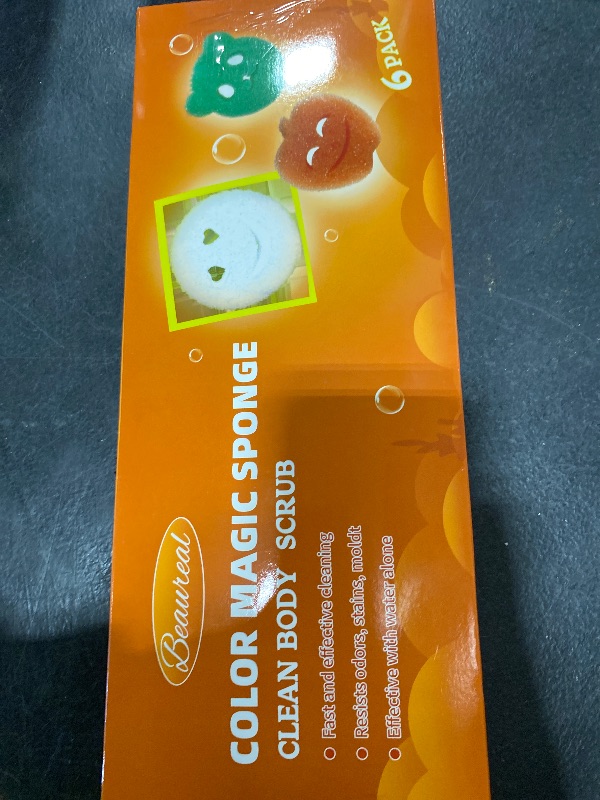 Beaureal
COLOR MAGIC SPONGE
CLEAN BODY SCRUB
Fast and effective cleaning
Resists odors, stains, moldt
Effective with water alone
6 PACK